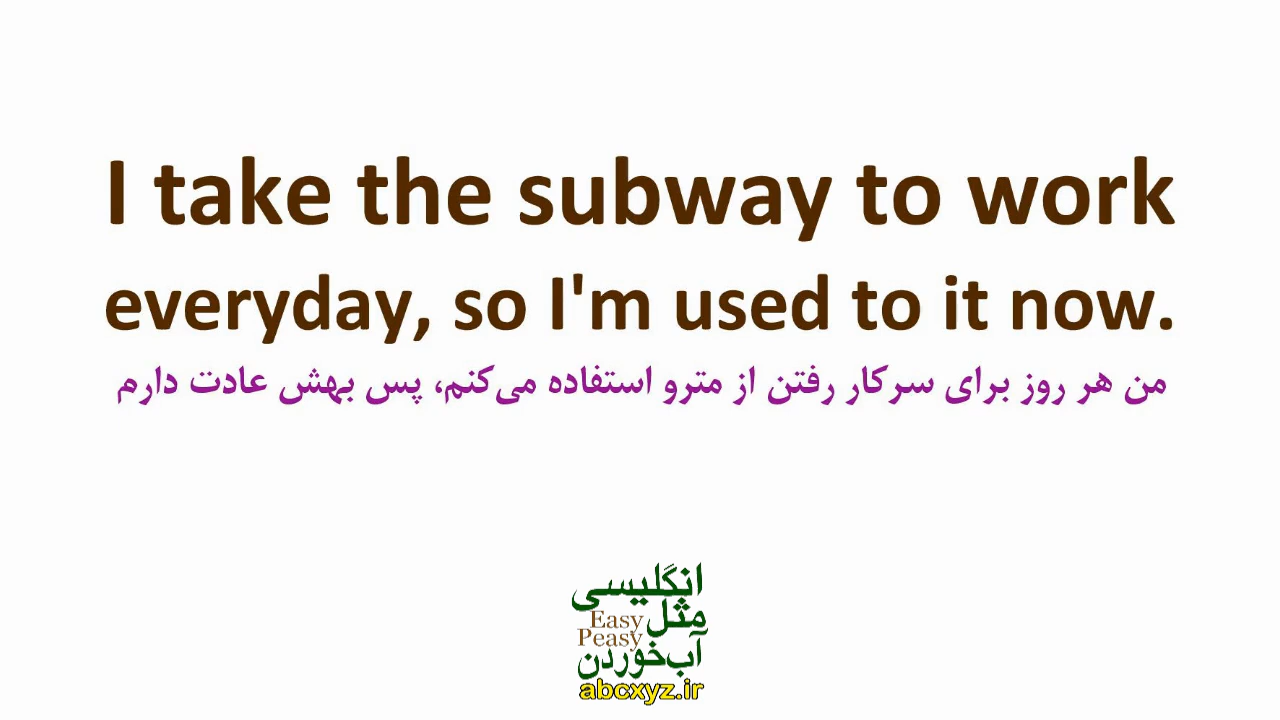 I take the subway to work
everyday, so I'm used to it now.
من هر روز برای سرکار رفتن از مترو استفاده می‌کنم، پس بهش عادت دارم
انگلیسی
مثل
Easy
Peasy
آب‌خوردن
abcxyz.ir